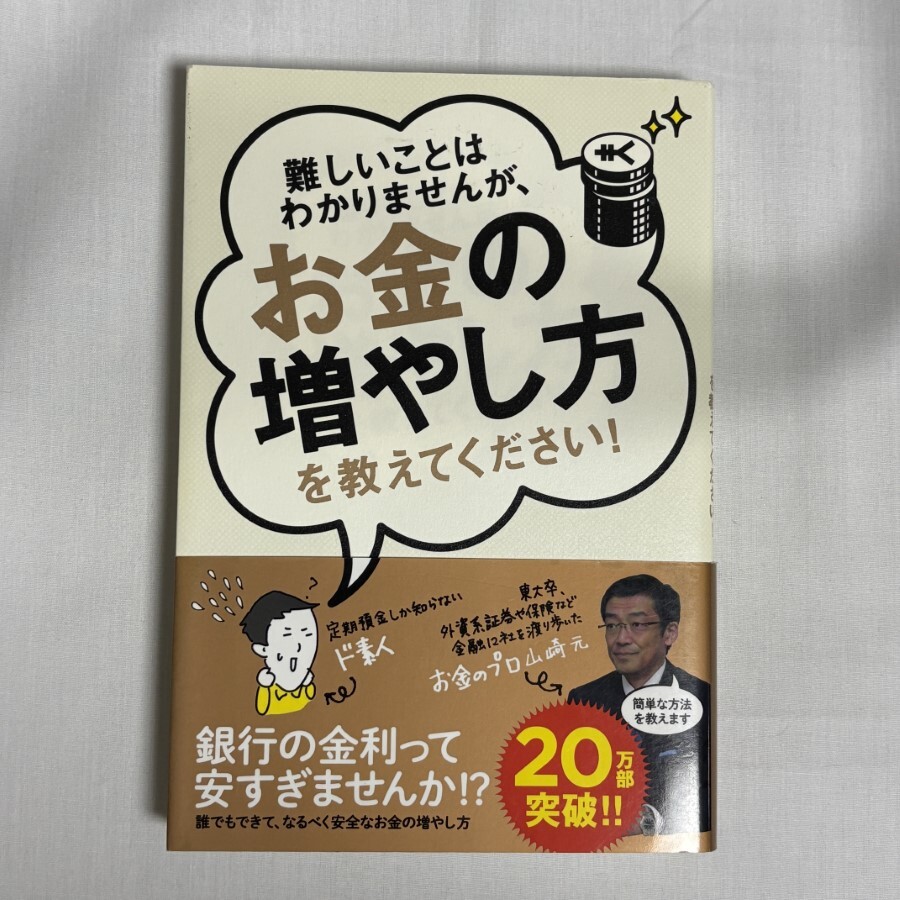 難しいことは
わかりませんが、
お金の
増やし方
を教えてください!
?
定期預金しか知らない
ド素人
東大卒、
外資系証券や保険など
金融12社を渡り歩いた
お金のプロ山崎元
簡単な方法
を教えます
銀行の金利って
安すぎませんか!?
誰でもできて、なるべく安全なお金の増やし方
20万部
突破!!